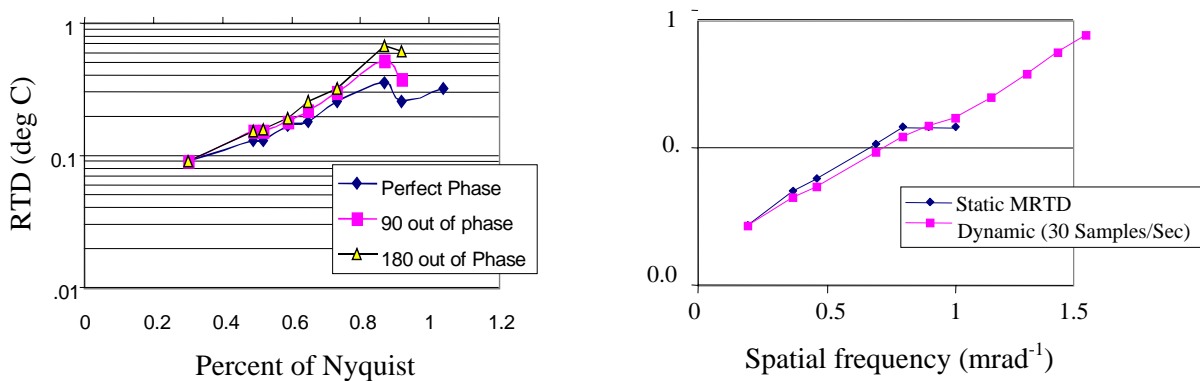 1
0.1
.01
RTD (deg C)
0 0.2 0.4 0.6 0.8 1 1.2
Percent of Nyquist
Perfect Phase
90 out of phase
180 out of Phase
1
0.
0.0
0 0.5 1.0 1.5
Spatial frequency (mrad-1)
Static MRTD
Dynamic (30 Samples/Sec)